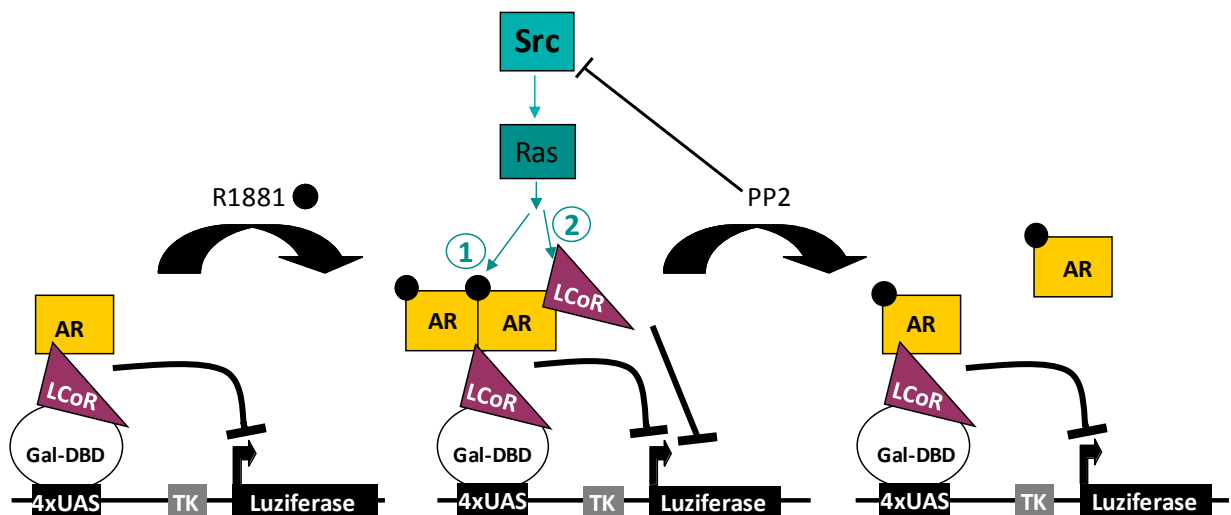 Src
Ras
R1881
PP2
1
2
AR
LCoR
Gal-DBD
4xUAS
TK
Luziferase
AR
AR
LCoR
LCoR
Gal-DBD
4xUAS
TK
Luziferase
AR
AR
LCoR
Gal-DBD
4xUAS
TK
Luziferase